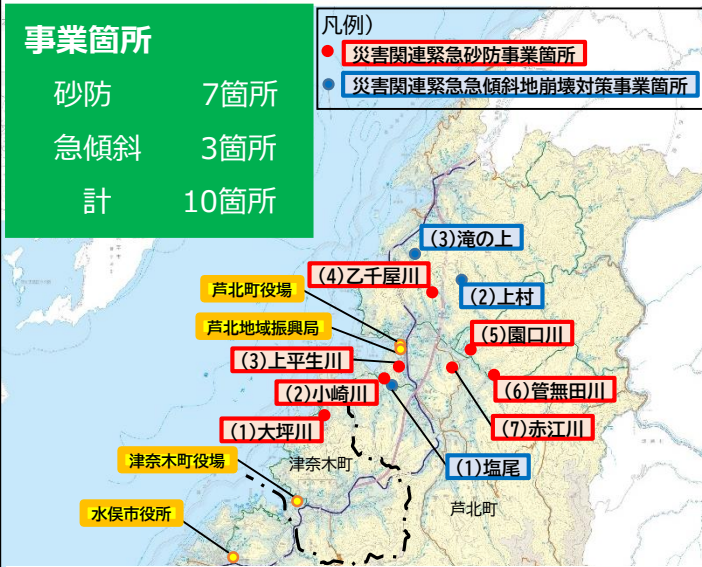 事業箇所
砂防 7箇所
急傾斜 3箇所
計 10箇所
凡例)
災害関連緊急砂防事業箇所
災害関連緊急急傾斜地崩壊対策事業箇所
(3)滝の上
(4)乙千屋川
(2)上村
芦北町役場
芦北地域振興局
(5)園口川
(3)上平生川
(2)小崎川
(6)管無田川
(1)大坪川
(7)赤江川
津奈木町役場
津奈木町
(1)塩尾
水俣市役所
芦北町